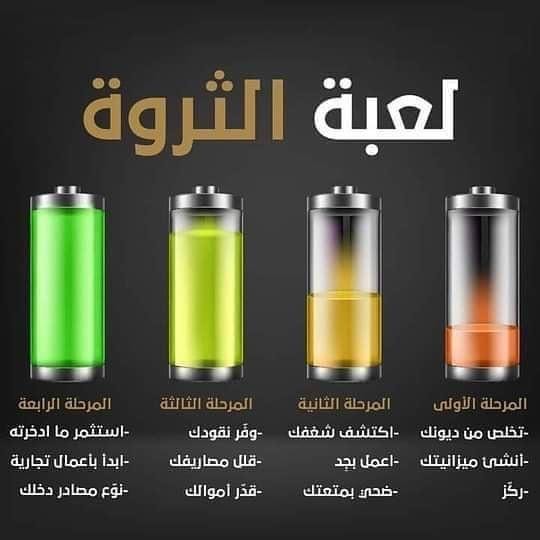 لعبة الثروة
المرحلة الأولى
-تخلص من ديونك
-أنشئ ميزانيتك
-ركّز
المرحلة الثانية
-اكتشف شغفك
-اعمل بجِد
-ضحي بمتعتك
المرحلة الثالثة
-وفّر نقودك
-قلل مصاريفك
-قدّر أموالك
المرحلة الرابعة
-استثمر ما ادخرته
-ابدأ بأعمال تجارية
-نوّع مصادر دخلك